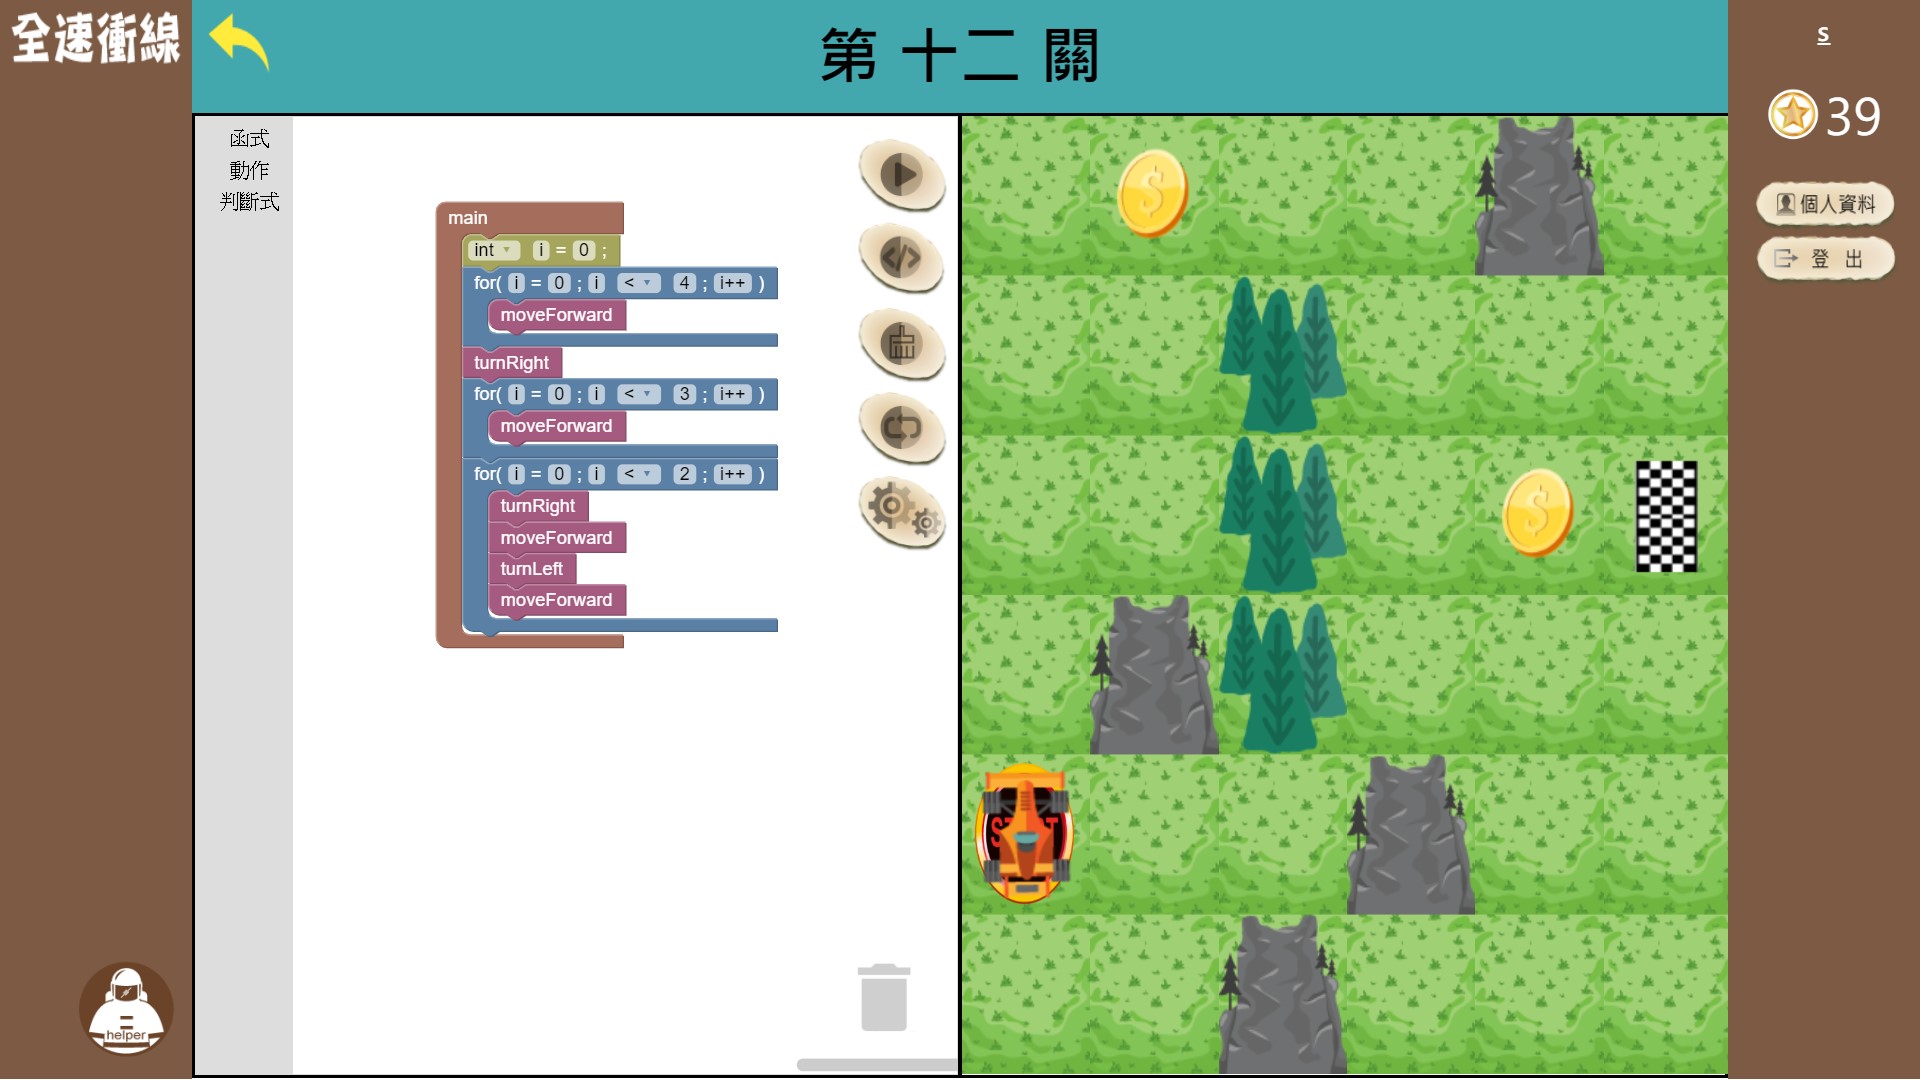 全速衝線
第 十二 關
s
39
個人資料
登 出
函式
動作
判斷式
main
int i = 0 ;
for( i = 0 ; i < 4 ; i++ )
moveForward
turnRight
for( i = 0 ; i < 3 ; i++ )
moveForward
for( i = 0 ; i < 2 ; i++ )
turnRight
moveForward
turnLeft
moveForward
helper